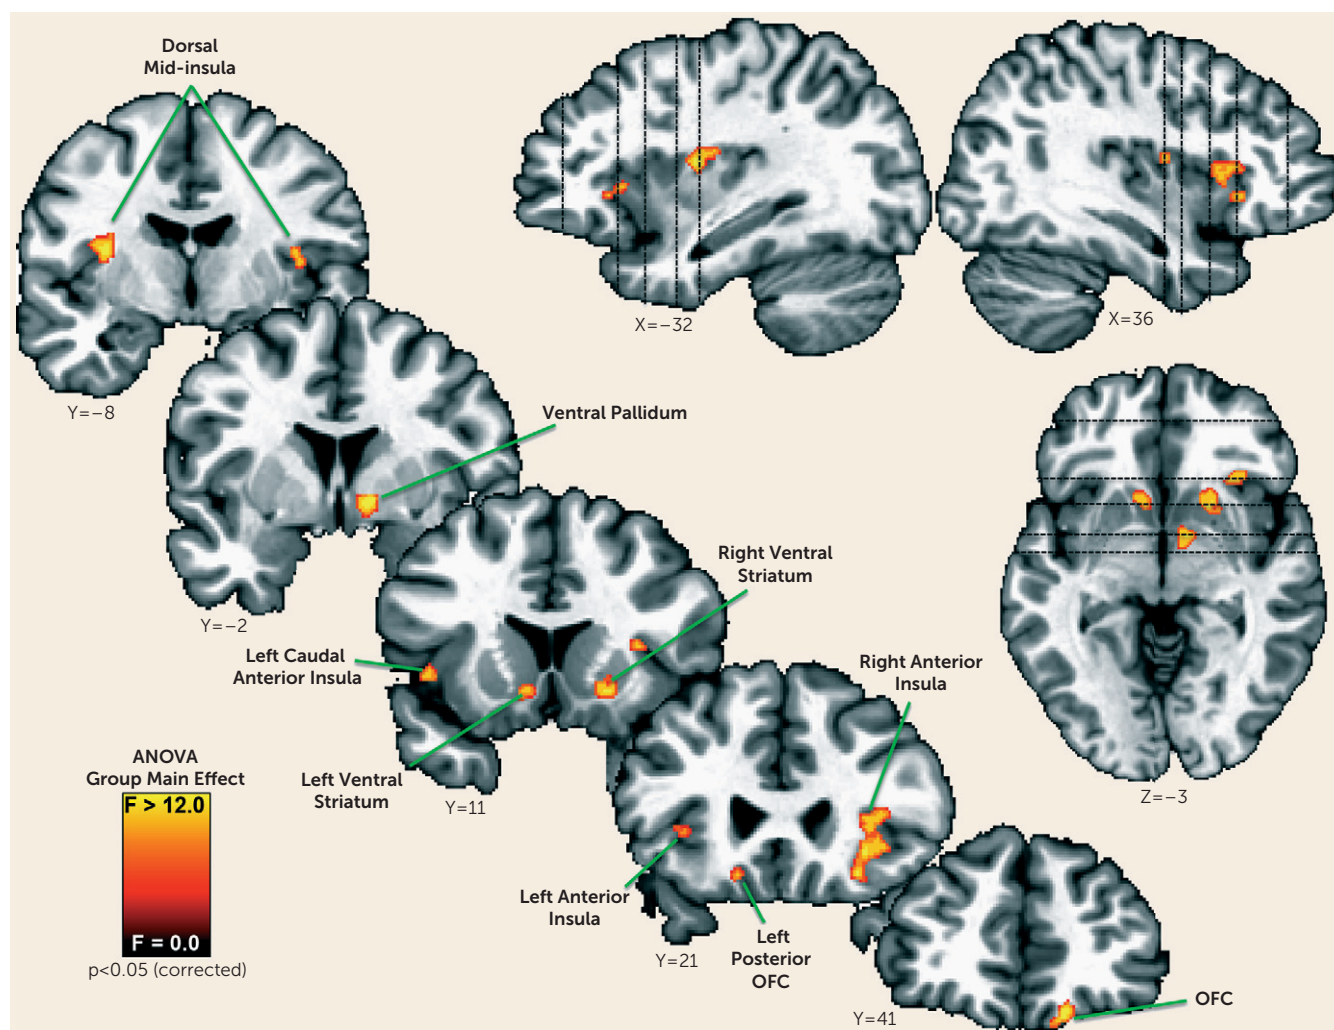 Dorsal
Mid-insula
X=−32
X=36
Y=−8
Ventral Pallidum
Y=−2
Right Ventral
Striatum
Left Caudal
Anterior Insula
Right Anterior
Insula
ANOVA
Group Main Effect
F > 12.0
F = 0.0
p<0.05 (corrected)
Left Ventral
Striatum
Y=11
Z=−3
Left Anterior
Insula
Left
Posterior
OFC
Y=21
OFC
Y=41